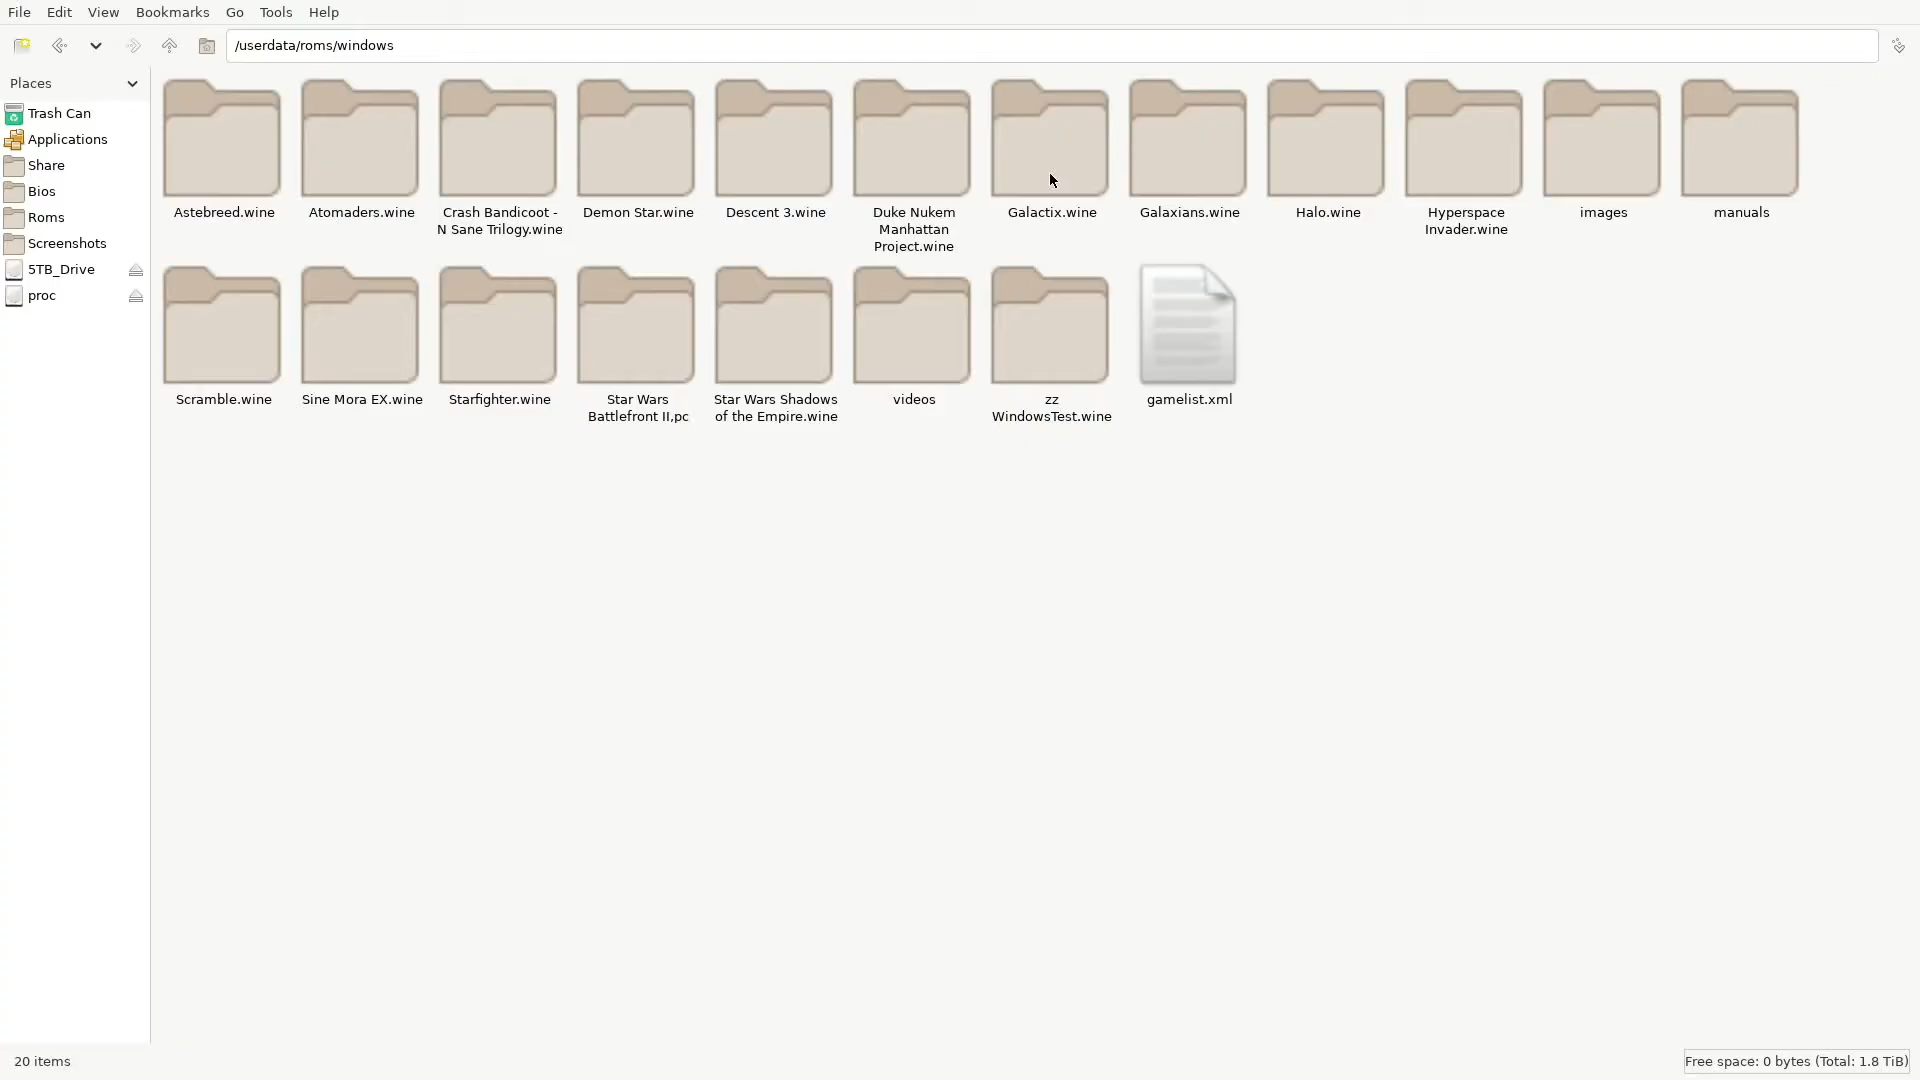 File Edit View Bookmarks Go Tools Help
/userdata/roms/windows
Places
Trash Can
Applications
Share
Bios
Roms
Screenshots
5TB_Drive
proc
Astebreed.wine
Atomaders.wine
Crash Bandicoot -
N Sane Trilogy.wine
Demon Star.wine
Descent 3.wine
Duke Nukem
Manhattan
Project.wine
Galactix.wine
Galaxians.wine
Halo.wine
Hyperspace
Invader.wine
images
manuals
Scramble.wine
Sine Mora EX.wine
Starfighter.wine
Star Wars
Battlefront II,pc
Star Wars Shadows
of the Empire.wine
videos
zz
WindowsTest.wine
gamelist.xml
20 items
Free space: 0 bytes (Total: 1.8 TiB)